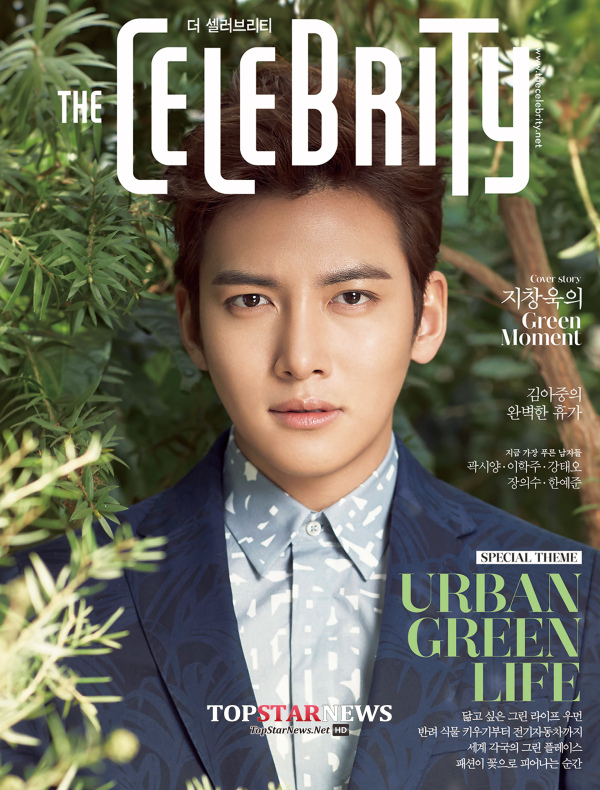 더 셀러브리티
THE CELEBRITY
www.thecelebrity.net
Cover story
지창욱의
Green
Moment
김아중의
완벽한 휴가
지금 가장 푸른 남자들
곽시양·이학주·강태오
장의수·한예준
SPECIAL THEME
URBAN
GREEN
LIFE
닮고 싶은 그린 라이프 우먼
반려 식물 키우기부터 전기자동차까지
세계 각국의 그린 플레이스
패션이 꽃으로 피어나는 순간
TOPSTARNEWS
TopStarNews.Net HD